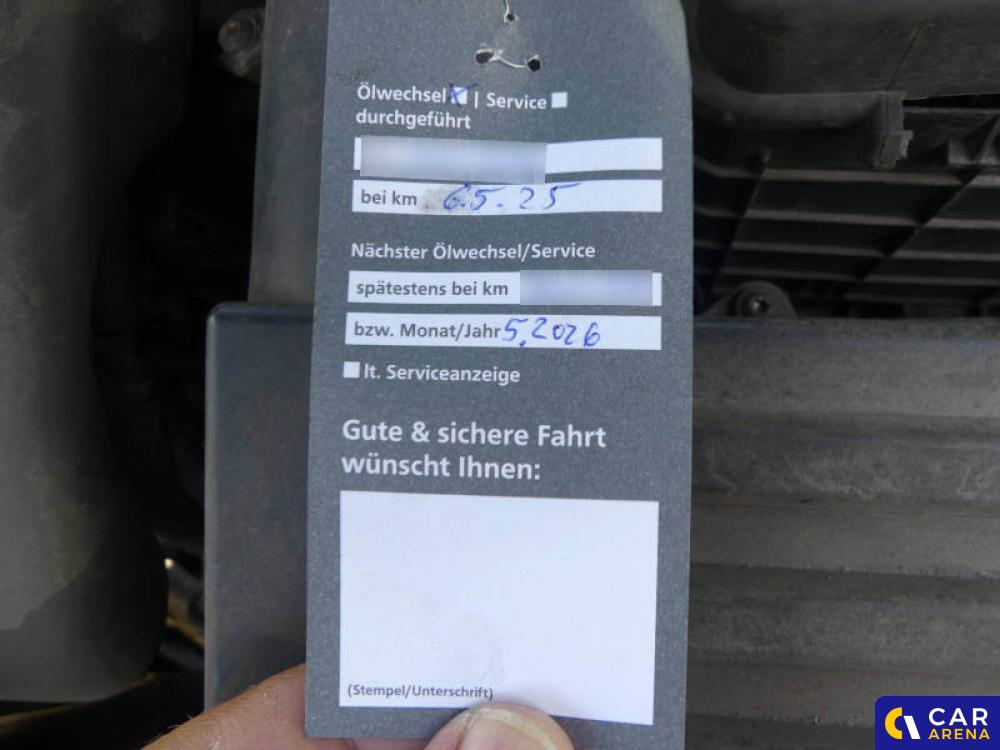 Ölwechsel | Service
durchgeführt
bei km 6.5.25
Nächster Ölwechsel/Service
spätestens bei km
bzw. Monat/Jahr 5.2026
lt. Serviceanzeige
Gute & sichere Fahrt
wünscht Ihnen:
(Stempel/Unterschrift)
CAR
ARENA